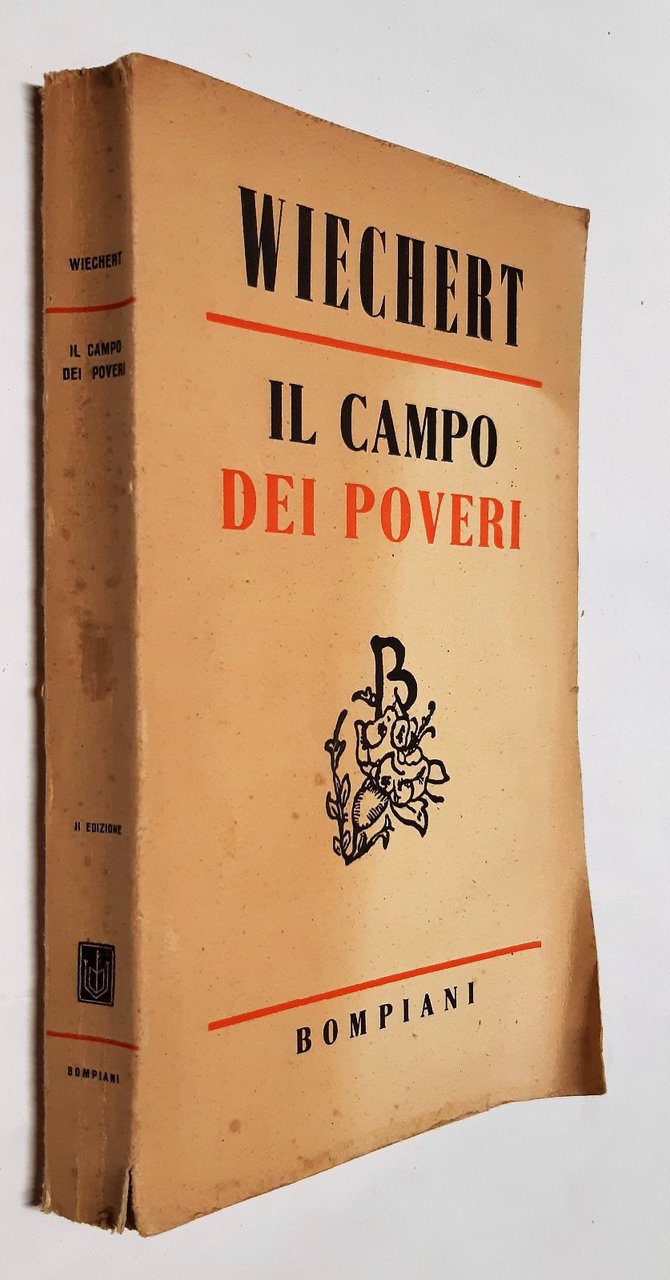 WIECHERT
IL CAMPO
DEI POVERI
II EDIZIONE
BOMPIANI
WIECHERT
IL CAMPO
DEI POVERI
B
BOMPIANI